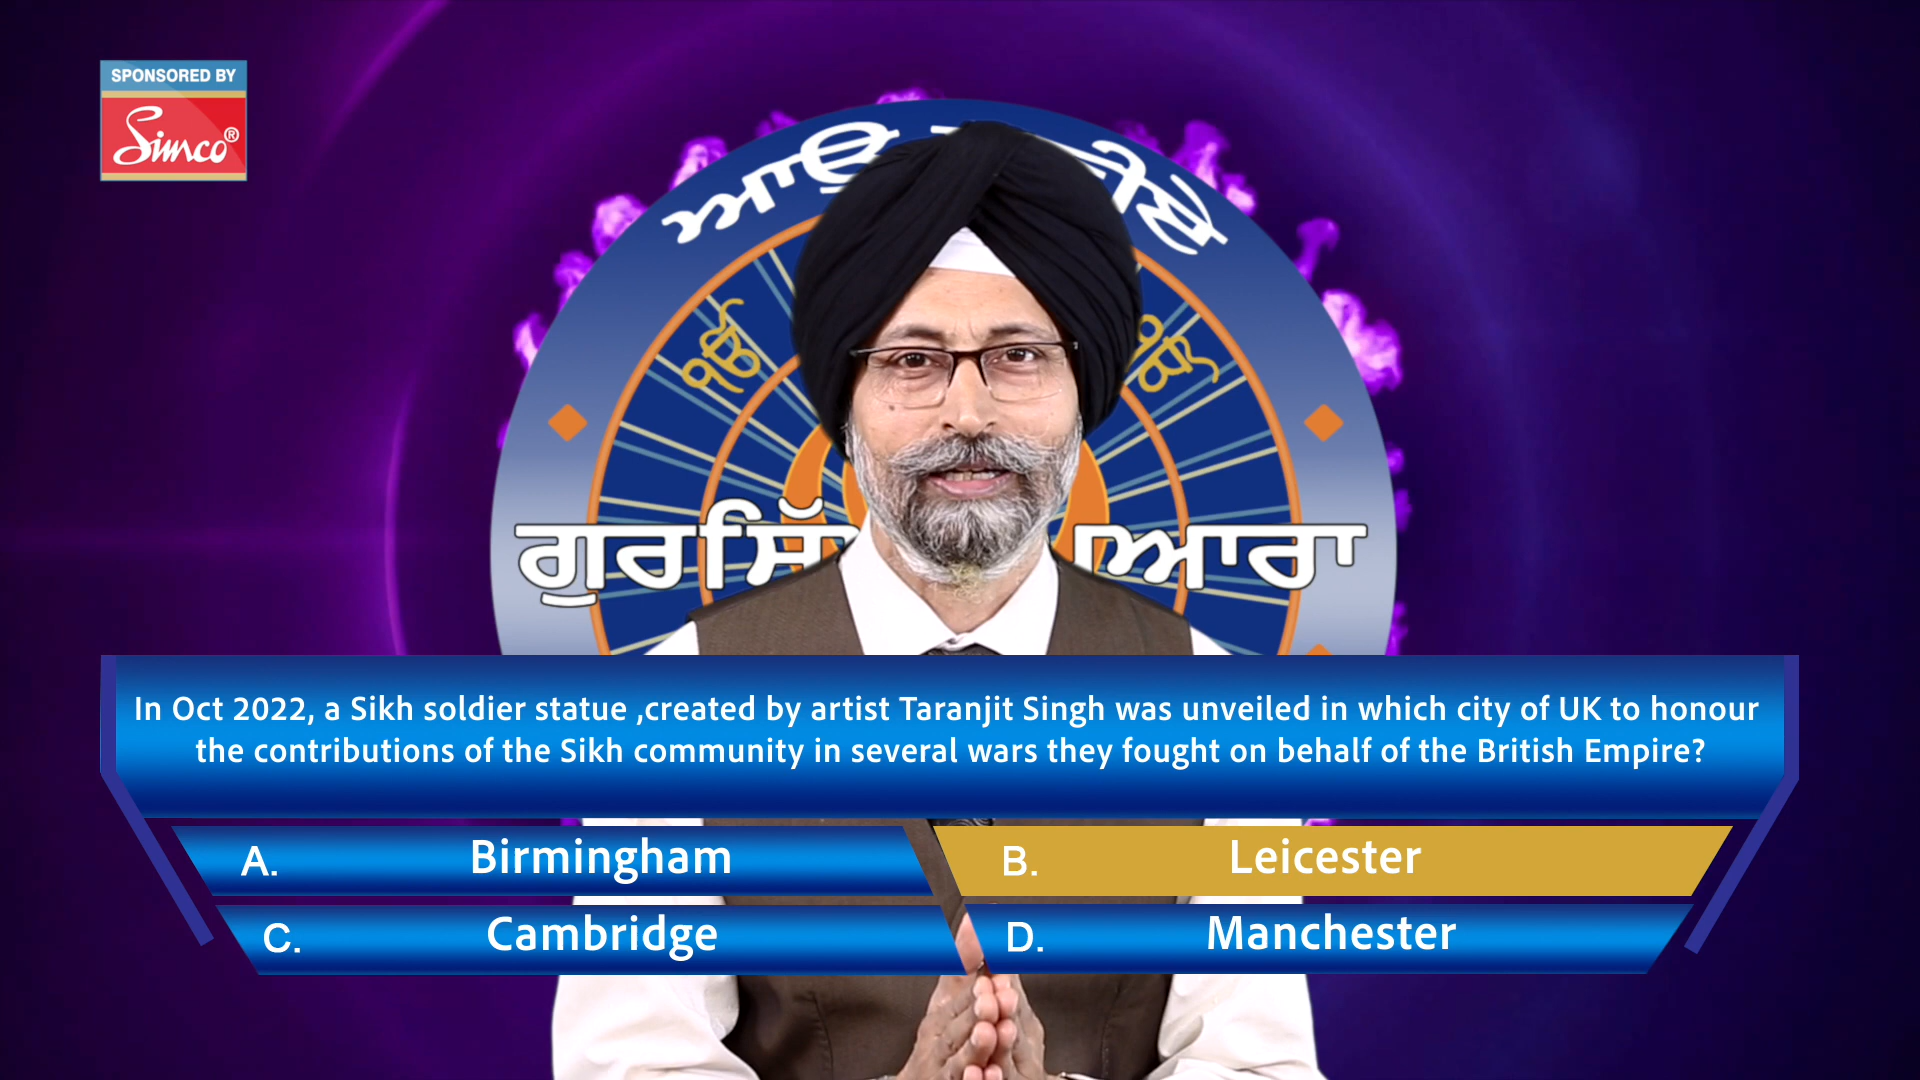 SPONSORED BY
Simco®
ਆਉ
ਗੁਰਸਿੱ
ਆਰਾ
In Oct 2022, a Sikh soldier statue ,created by artist Taranjit Singh was unveiled in which city of UK to honour
the contributions of the Sikh community in several wars they fought on behalf of the British Empire?
A. Birmingham
B. Leicester
C. Cambridge
D. Manchester